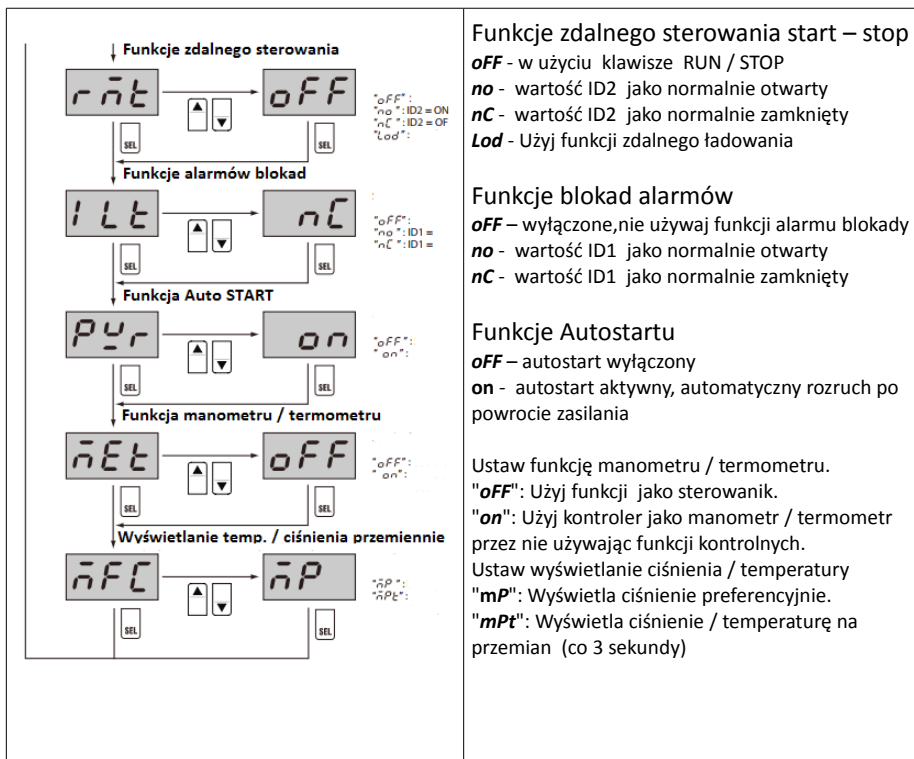 Funkcje zdalnego sterowania
rmt
oFF
"oFF" :
"no" : ID2 = ON
"nC" : ID2 = OF
"Lod" :
SEL
SEL
Funkcje alarmów blokad
ILt
nC
:
"oFF" :
"no" : ID1 =
"nC" : ID1 =
SEL
SEL
Funkcja Auto START
PWr
on
"oFF" :
"on" :
SEL
SEL
Funkcja manometru / termometru
mEt
oFF
"oFF" :
"on" :
SEL
SEL
Wyświetlanie temp. / ciśnienia przemiennie
mFC
mP
"mP" :
"mPt" :
SEL
SEL
Funkcje zdalnego sterowania start – stop
oFF - w użyciu klawisze RUN / STOP
no - wartość ID2 jako normalnie otwarty
nC - wartość ID2 jako normalnie zamknięty
Lod - Użyj funkcji zdalnego ładowania
Funkcje blokad alarmów
oFF – wyłączone,nie używaj funkcji alarmu blokady
no - wartość ID1 jako normalnie otwarty
nC - wartość ID1 jako normalnie zamknięty
Funkcje Autostartu
oFF – autostart wyłączony
on - autostart aktywny, automatyczny rozruch po
powrocie zasilania
Ustaw funkcję manometru / termometru.
"oFF": Użyj funkcji jako sterowanik.
"on": Użyj kontroler jako manometr / termometr
przez nie używając funkcji kontrolnych.
Ustaw wyświetlanie ciśnienia / temperatury
"mP": Wyświetla ciśnienie preferencyjnie.
"mPt": Wyświetla ciśnienie / temperaturę na
przemian (co 3 sekundy)